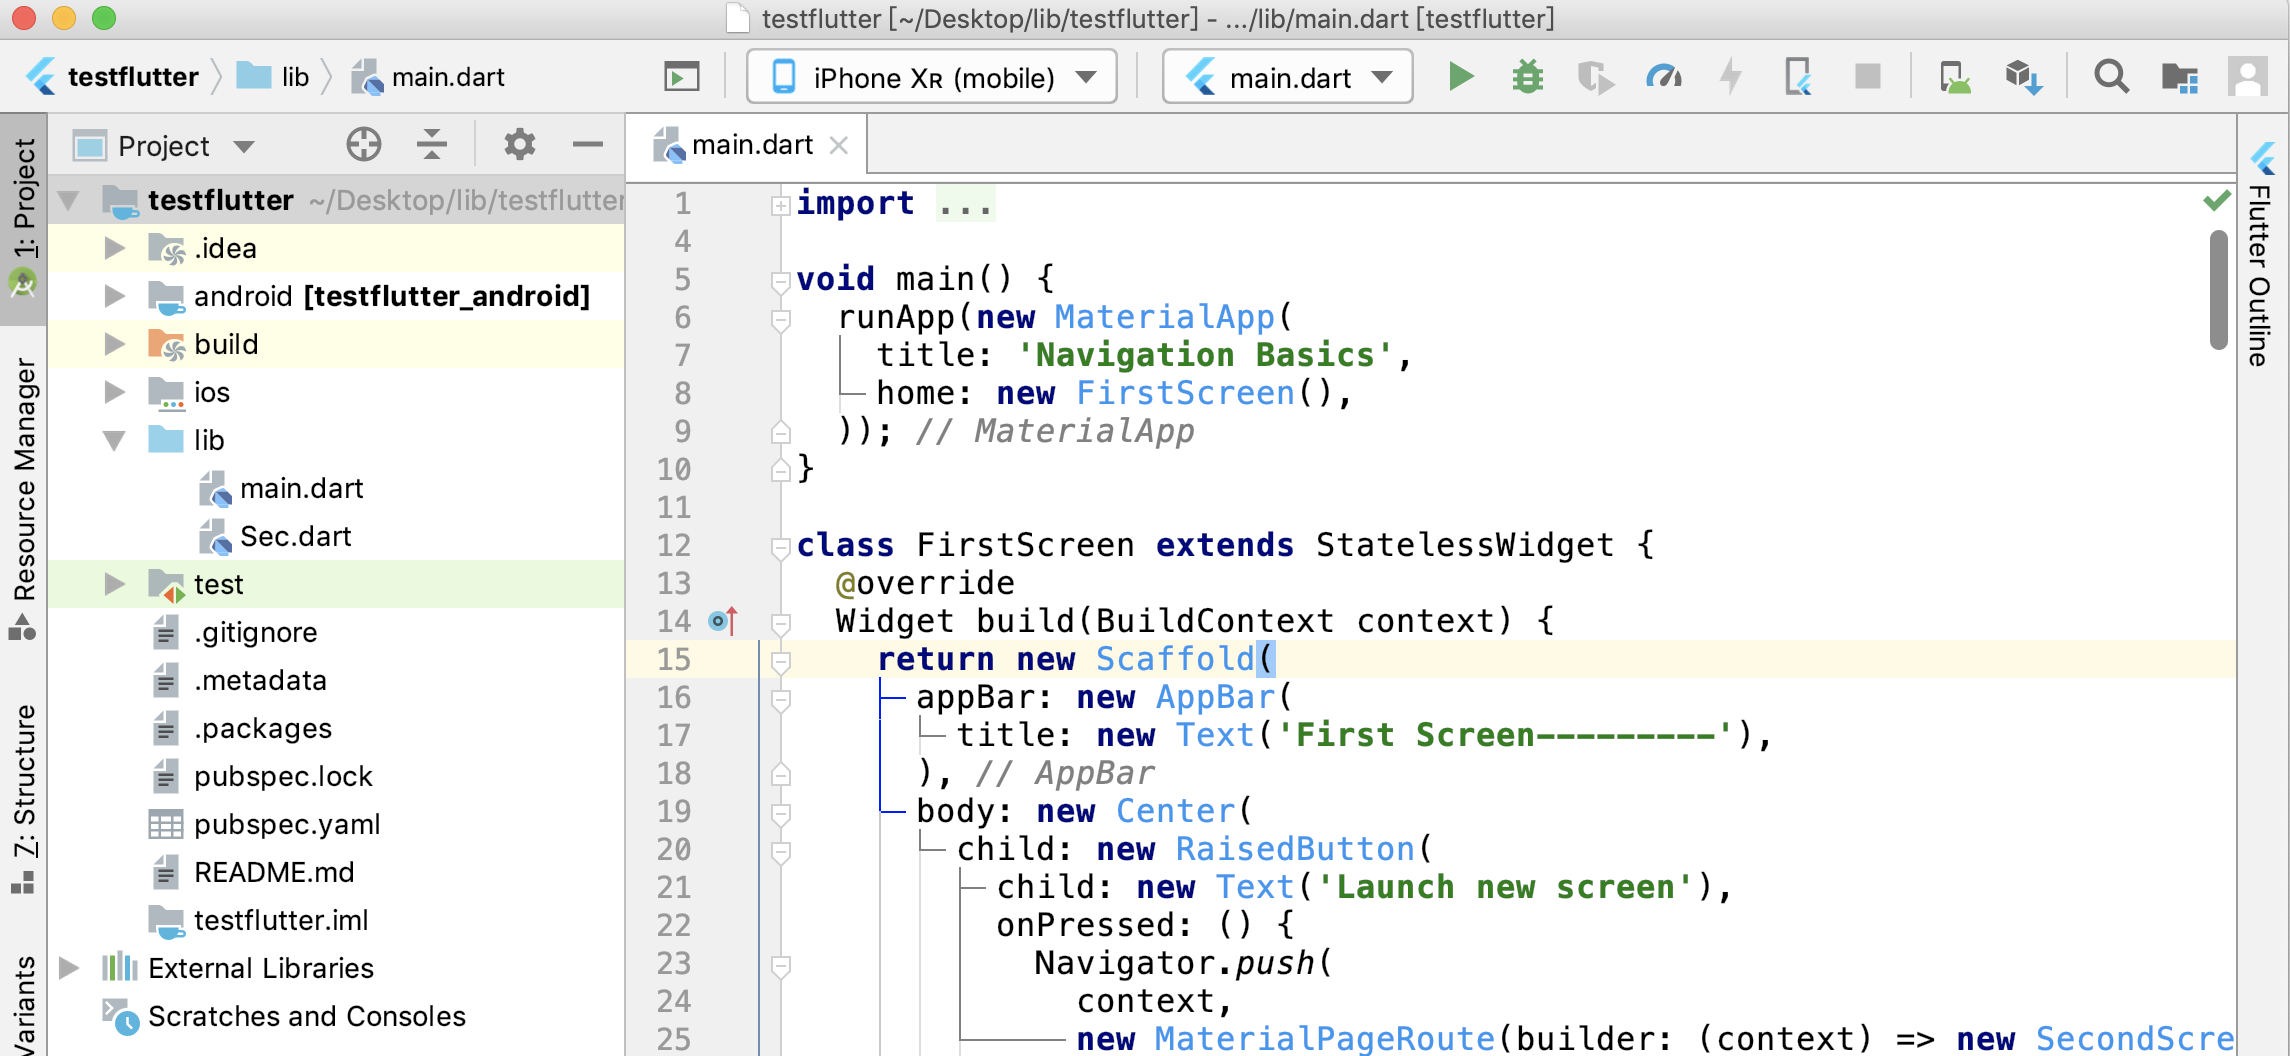 testflutter [~/Desktop/lib/testflutter] - .../lib/main.dart [testflutter]
testflutter lib main.dart iPhone XR (mobile) main.dart
1: Project
Resource Manager
7: Structure
Variants
Project
testflutter ~/Desktop/lib/testflutter
.idea
android [testflutter_android]
build
ios
lib
main.dart
Sec.dart
test
.gitignore
.metadata
.packages
pubspec.lock
pubspec.yaml
README.md
testflutter.iml
External Libraries
Scratches and Consoles
main.dart
1 import ...
4
5 void main() {
6 runApp(new MaterialApp(
7 title: 'Navigation Basics',
8 home: new FirstScreen(),
9 )); // MaterialApp
10 }
11
12 class FirstScreen extends StatelessWidget {
13 @override
14 Widget build(BuildContext context) {
15 return new Scaffold(
16 appBar: new AppBar(
17 title: new Text('First Screen---------'),
18 ), // AppBar
19 body: new Center(
20 child: new RaisedButton(
21 child: new Text('Launch new screen'),
22 onPressed: () {
23 Navigator.push(
24 context,
25 new MaterialPageRoute(builder: (context) => new SecondScre
Flutter Outline